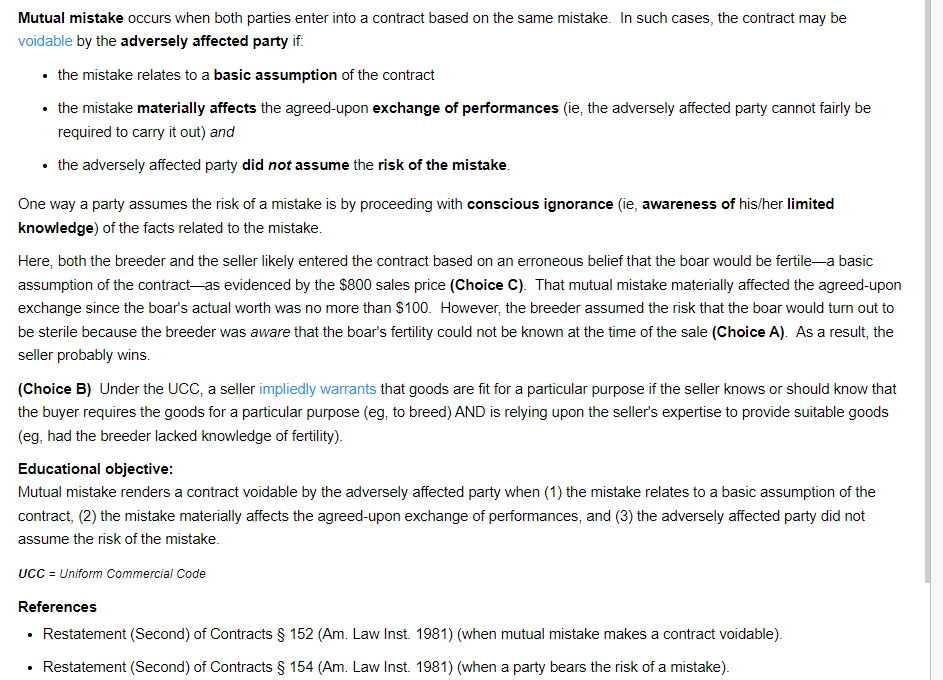 Mutual mistake occurs when both parties enter into a contract based on the same mistake.  In such cases, the contract may be
voidable by the adversely affected party if:
• the mistake relates to a basic assumption of the contract
• the mistake materially affects the agreed-upon exchange of performances (ie, the adversely affected party cannot fairly be
required to carry it out) and
• the adversely affected party did not assume the risk of the mistake.
One way a party assumes the risk of a mistake is by proceeding with conscious ignorance (ie, awareness of his/her limited
knowledge) of the facts related to the mistake.
Here, both the breeder and the seller likely entered the contract based on an erroneous belief that the boar would be fertile—a basic
assumption of the contract—as evidenced by the $800 sales price (Choice C).  That mutual mistake materially affected the agreed-upon
exchange since the boar's actual worth was no more than $100.  However, the breeder assumed the risk that the boar would turn out to
be sterile because the breeder was aware that the boar's fertility could not be known at the time of the sale (Choice A).  As a result, the
seller probably wins.
(Choice B)  Under the UCC, a seller impliedly warrants that goods are fit for a particular purpose if the seller knows or should know that
the buyer requires the goods for a particular purpose (eg, to breed) AND is relying upon the seller's expertise to provide suitable goods
(eg, had the breeder lacked knowledge of fertility).
Educational objective:
Mutual mistake renders a contract voidable by the adversely affected party when (1) the mistake relates to a basic assumption of the
contract, (2) the mistake materially affects the agreed-upon exchange of performances, and (3) the adversely affected party did not
assume the risk of the mistake.
UCC = Uniform Commercial Code
References
• Restatement (Second) of Contracts § 152 (Am. Law Inst. 1981) (when mutual mistake makes a contract voidable).
• Restatement (Second) of Contracts § 154 (Am. Law Inst. 1981) (when a party bears the risk of a mistake).